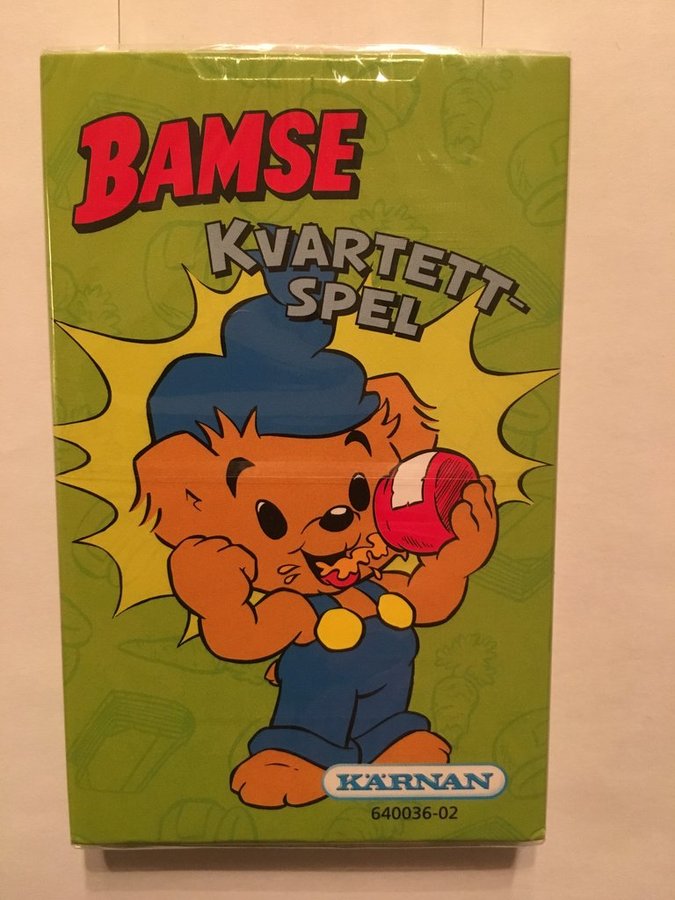 BAMSE
KVARTETT-
SPEL
KÄRNAN
640036-02